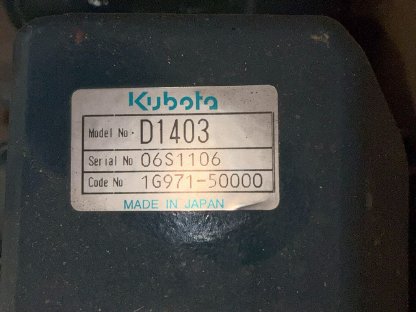 Kubota
Model No. D1403
Serial No 06S1106
Code No 1G971-50000
MADE IN JAPAN